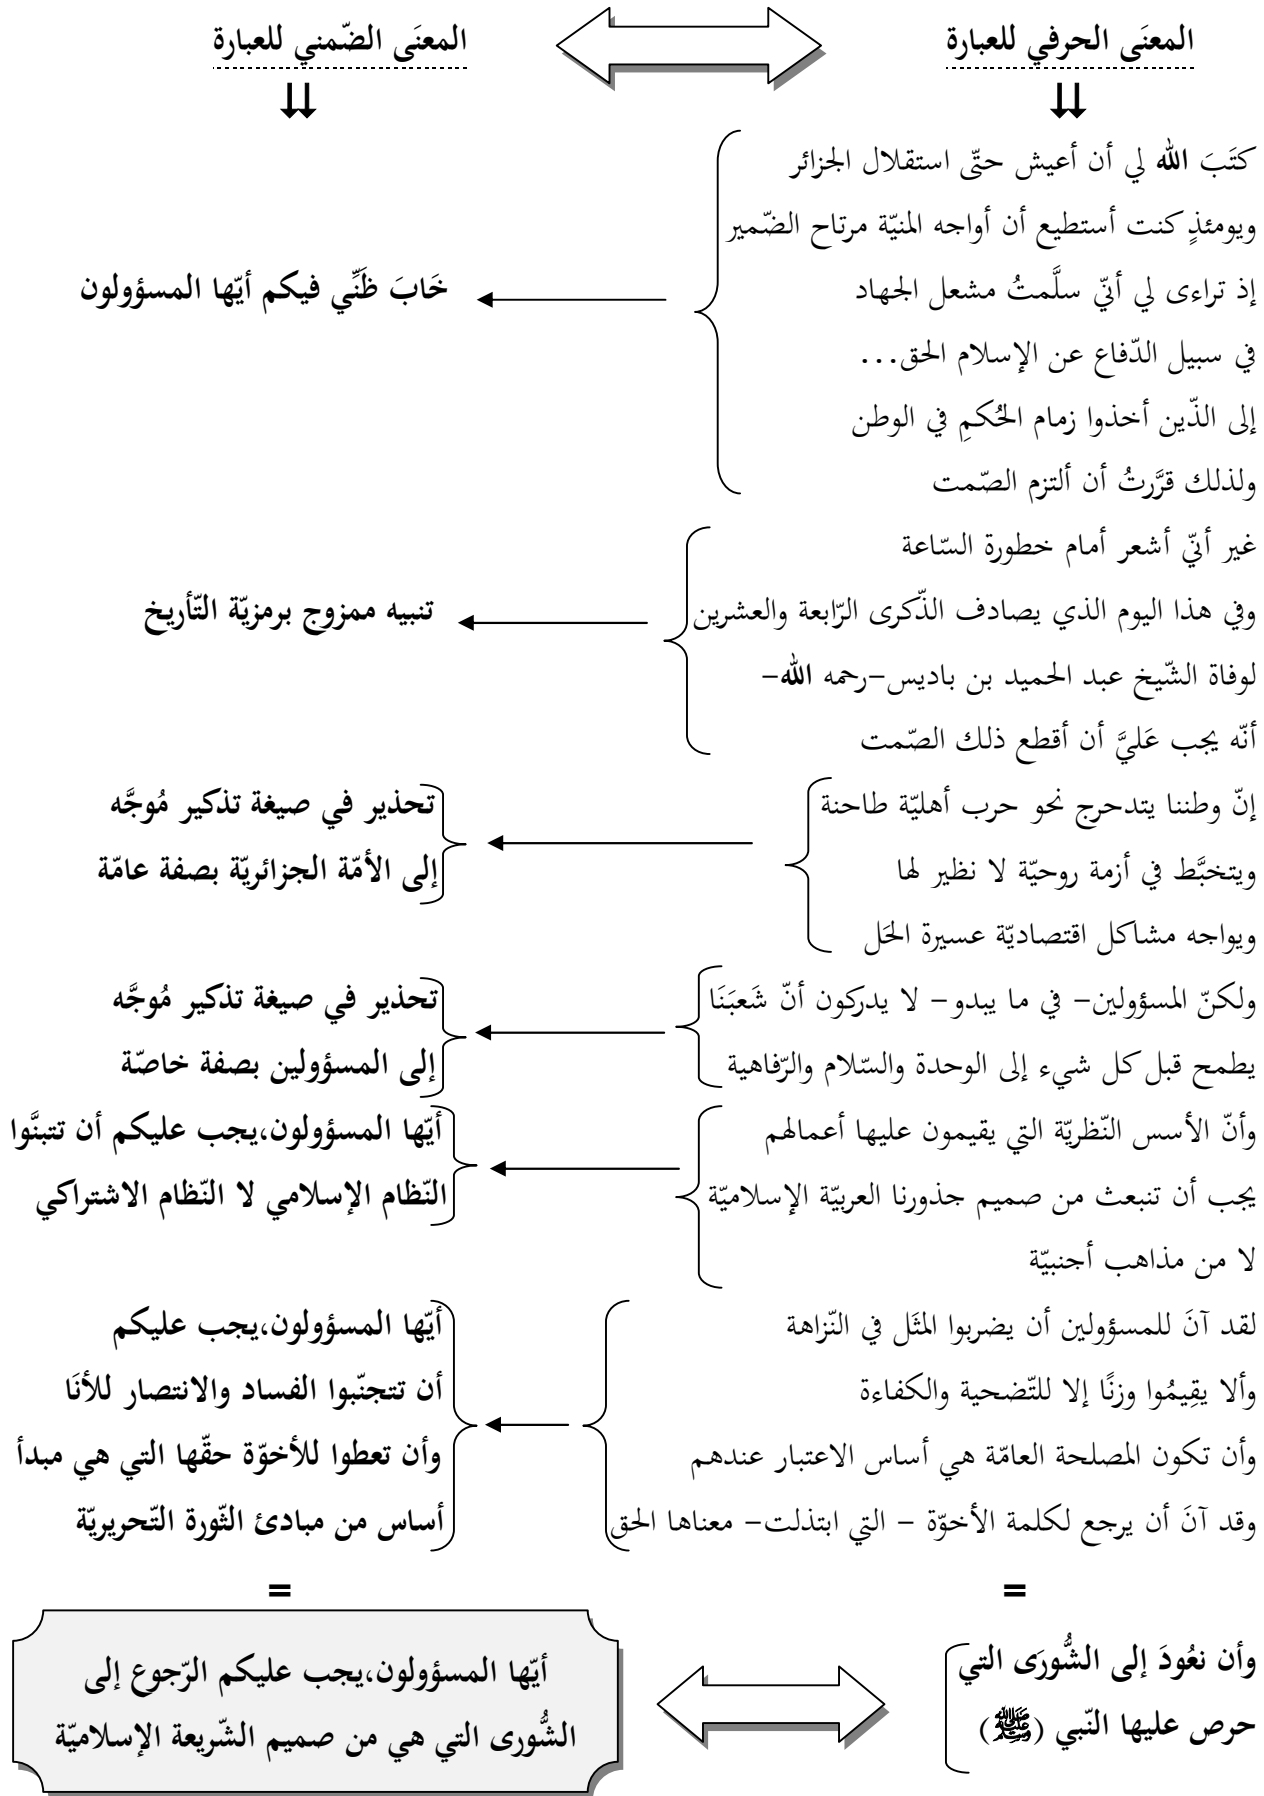 المعنَى الحرفي للعبارة
المعنَى الضّمني للعبارة
كتَبَ الله لي أن أعيش حتّى استقلال الجزائر
ويومئذٍ كنت أستطيع أن أواجه المنيّة مرتاح الضّمير
إذ تراءى لي أنيّ سلَّمتُ مشعل الجهاد
في سبيل الدّفاع عن الإسلام الحق...
إلى الذّين أخذوا زمام الحُكمِ في الوطن
ولذلك قرَّرتُ أن ألتزم الصّمت
خَابَ ظَنِّي فيكم أيّها المسؤولون
غير أنيّ أشعر أمام خطورة السّاعة
وفي هذا اليوم الذي يصادف الذّكرى الرّابعة والعشرين
لوفاة الشّيخ عبد الحميد بن باديس-رحمه الله-
أنّه يجب عَليَّ أن أقطع ذلك الصّمت
تنبيه ممزوج برمزيّة التّأريخ
إنّ وطننا يتدحرج نحو حرب أهليّة طاحنة
ويتخبَّط في أزمة روحيّة لا نظير لها
ويواجه مشاكل اقتصاديّة عسيرة الحَل
تحذير في صيغة تذكير مُوجَّه
إلى الأمّة الجزائريّة بصفة عامّة
ولكنّ المسؤولين- في ما يبدو- لا يدركون أنّ شَعبَنَا
يطمح قبل كل شيء إلى الوحدة والسّلام والرّفاهية
تحذير في صيغة تذكير مُوجَّه
إلى المسؤولين بصفة خاصّة
وأنّ الأسس النّظريّة التي يقيمون عليها أعمالهم
يجب أن تنبعث من صميم جذورنا العربيّة الإسلاميّة
لا من مذاهب أجنبيّة
أيّها المسؤولون،يجب عليكم أن تتبنَّوا
النّظام الإسلامي لا النّظام الاشتراكي
لقد آنَ للمسؤولين أن يضربوا المثَل في النّزاهة
وألا يقِيمُوا وزنًا إلا للتّضحية والكفاءة
وأن تكون المصلحة العامّة هي أساس الاعتبار عندهم
وقد آنَ أن يرجع لكلمة الأخوّة – التي ابتذلت- معناها الحق
أيّها المسؤولون،يجب عليكم
أن تتجنّبوا الفساد والانتصار للأنَا
وأن تعطوا للأخوّة حقّها التي هي مبدأ
أساس من مبادئ الثّورة التّحريريّة
=
=
وأن نعُودَ إلى الشُّورَى التي
حرص عليها النّبي (ﷺ)
أيّها المسؤولون،يجب عليكم الرّجوع إلى
الشُّورى التي هي من صميم الشّريعة الإسلاميّة